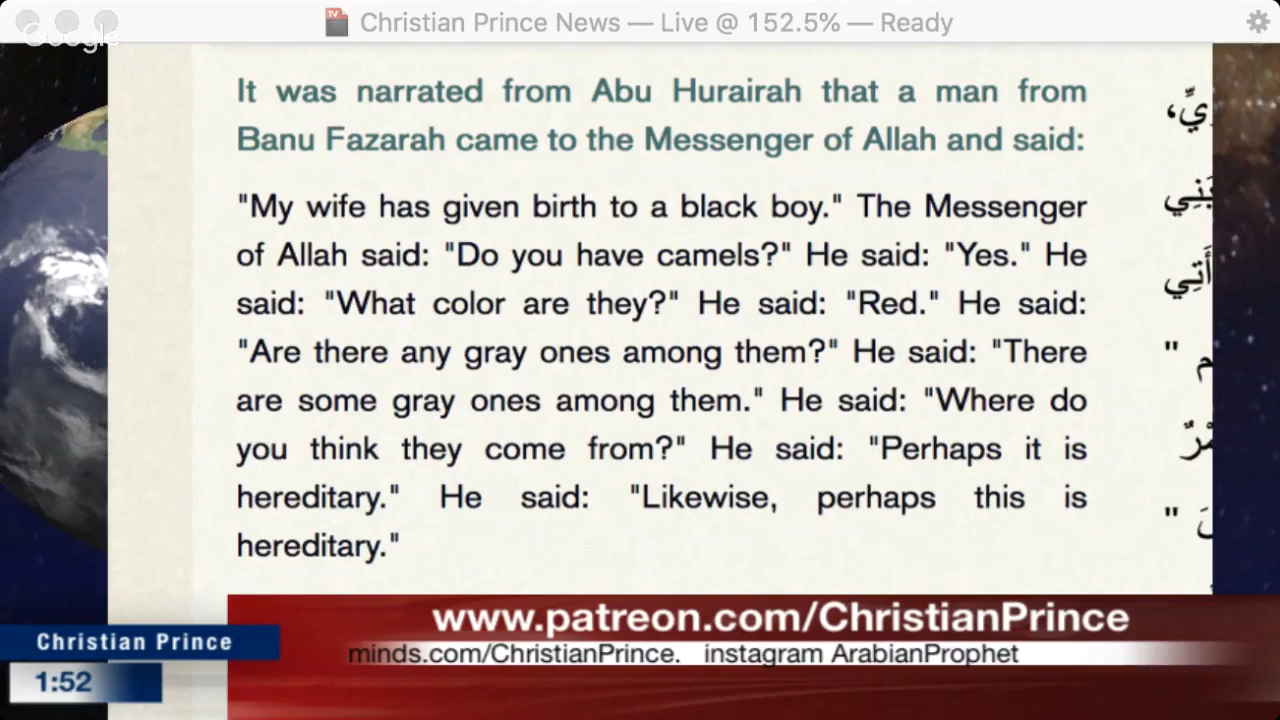 Christian Prince News — Live @ 152.5% — Ready
Google
It was narrated from Abu Hurairah that a man from
Banu Fazarah came to the Messenger of Allah and said:
"My wife has given birth to a black boy." The Messenger
of Allah said: "Do you have camels?" He said: "Yes." He
said: "What color are they?" He said: "Red." He said:
"Are there any gray ones among them?" He said: "There
are some gray ones among them." He said: "Where do
you think they come from?" He said: "Perhaps it is
hereditary." He said: "Likewise, perhaps this is
hereditary."
www.patreon.com/ChristianPrince
minds.com/ChristianPrince. instagram ArabianProphet
Christian Prince
1:52